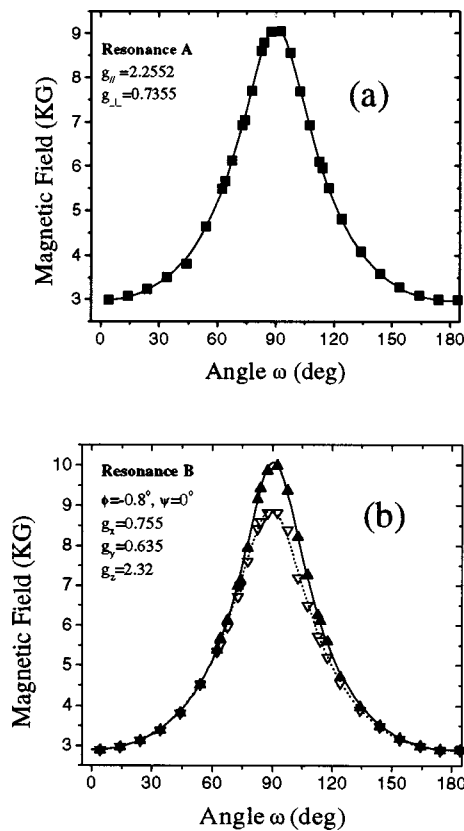 Resonance A
g// =2.2552
g⊥=0.7355
(a)
Magnetic Field (KG)
9
8
7
6
5
4
3
0 30 60 90 120 150 180
Angle ω (deg)
Resonance B
ϕ=-0.8°, ψ=0°
gx=0.755
gy=0.635
gz=2.32
(b)
Magnetic Field (KG)
10
9
8
7
6
5
4
3
0 30 60 90 120 150 180
Angle ω (deg)